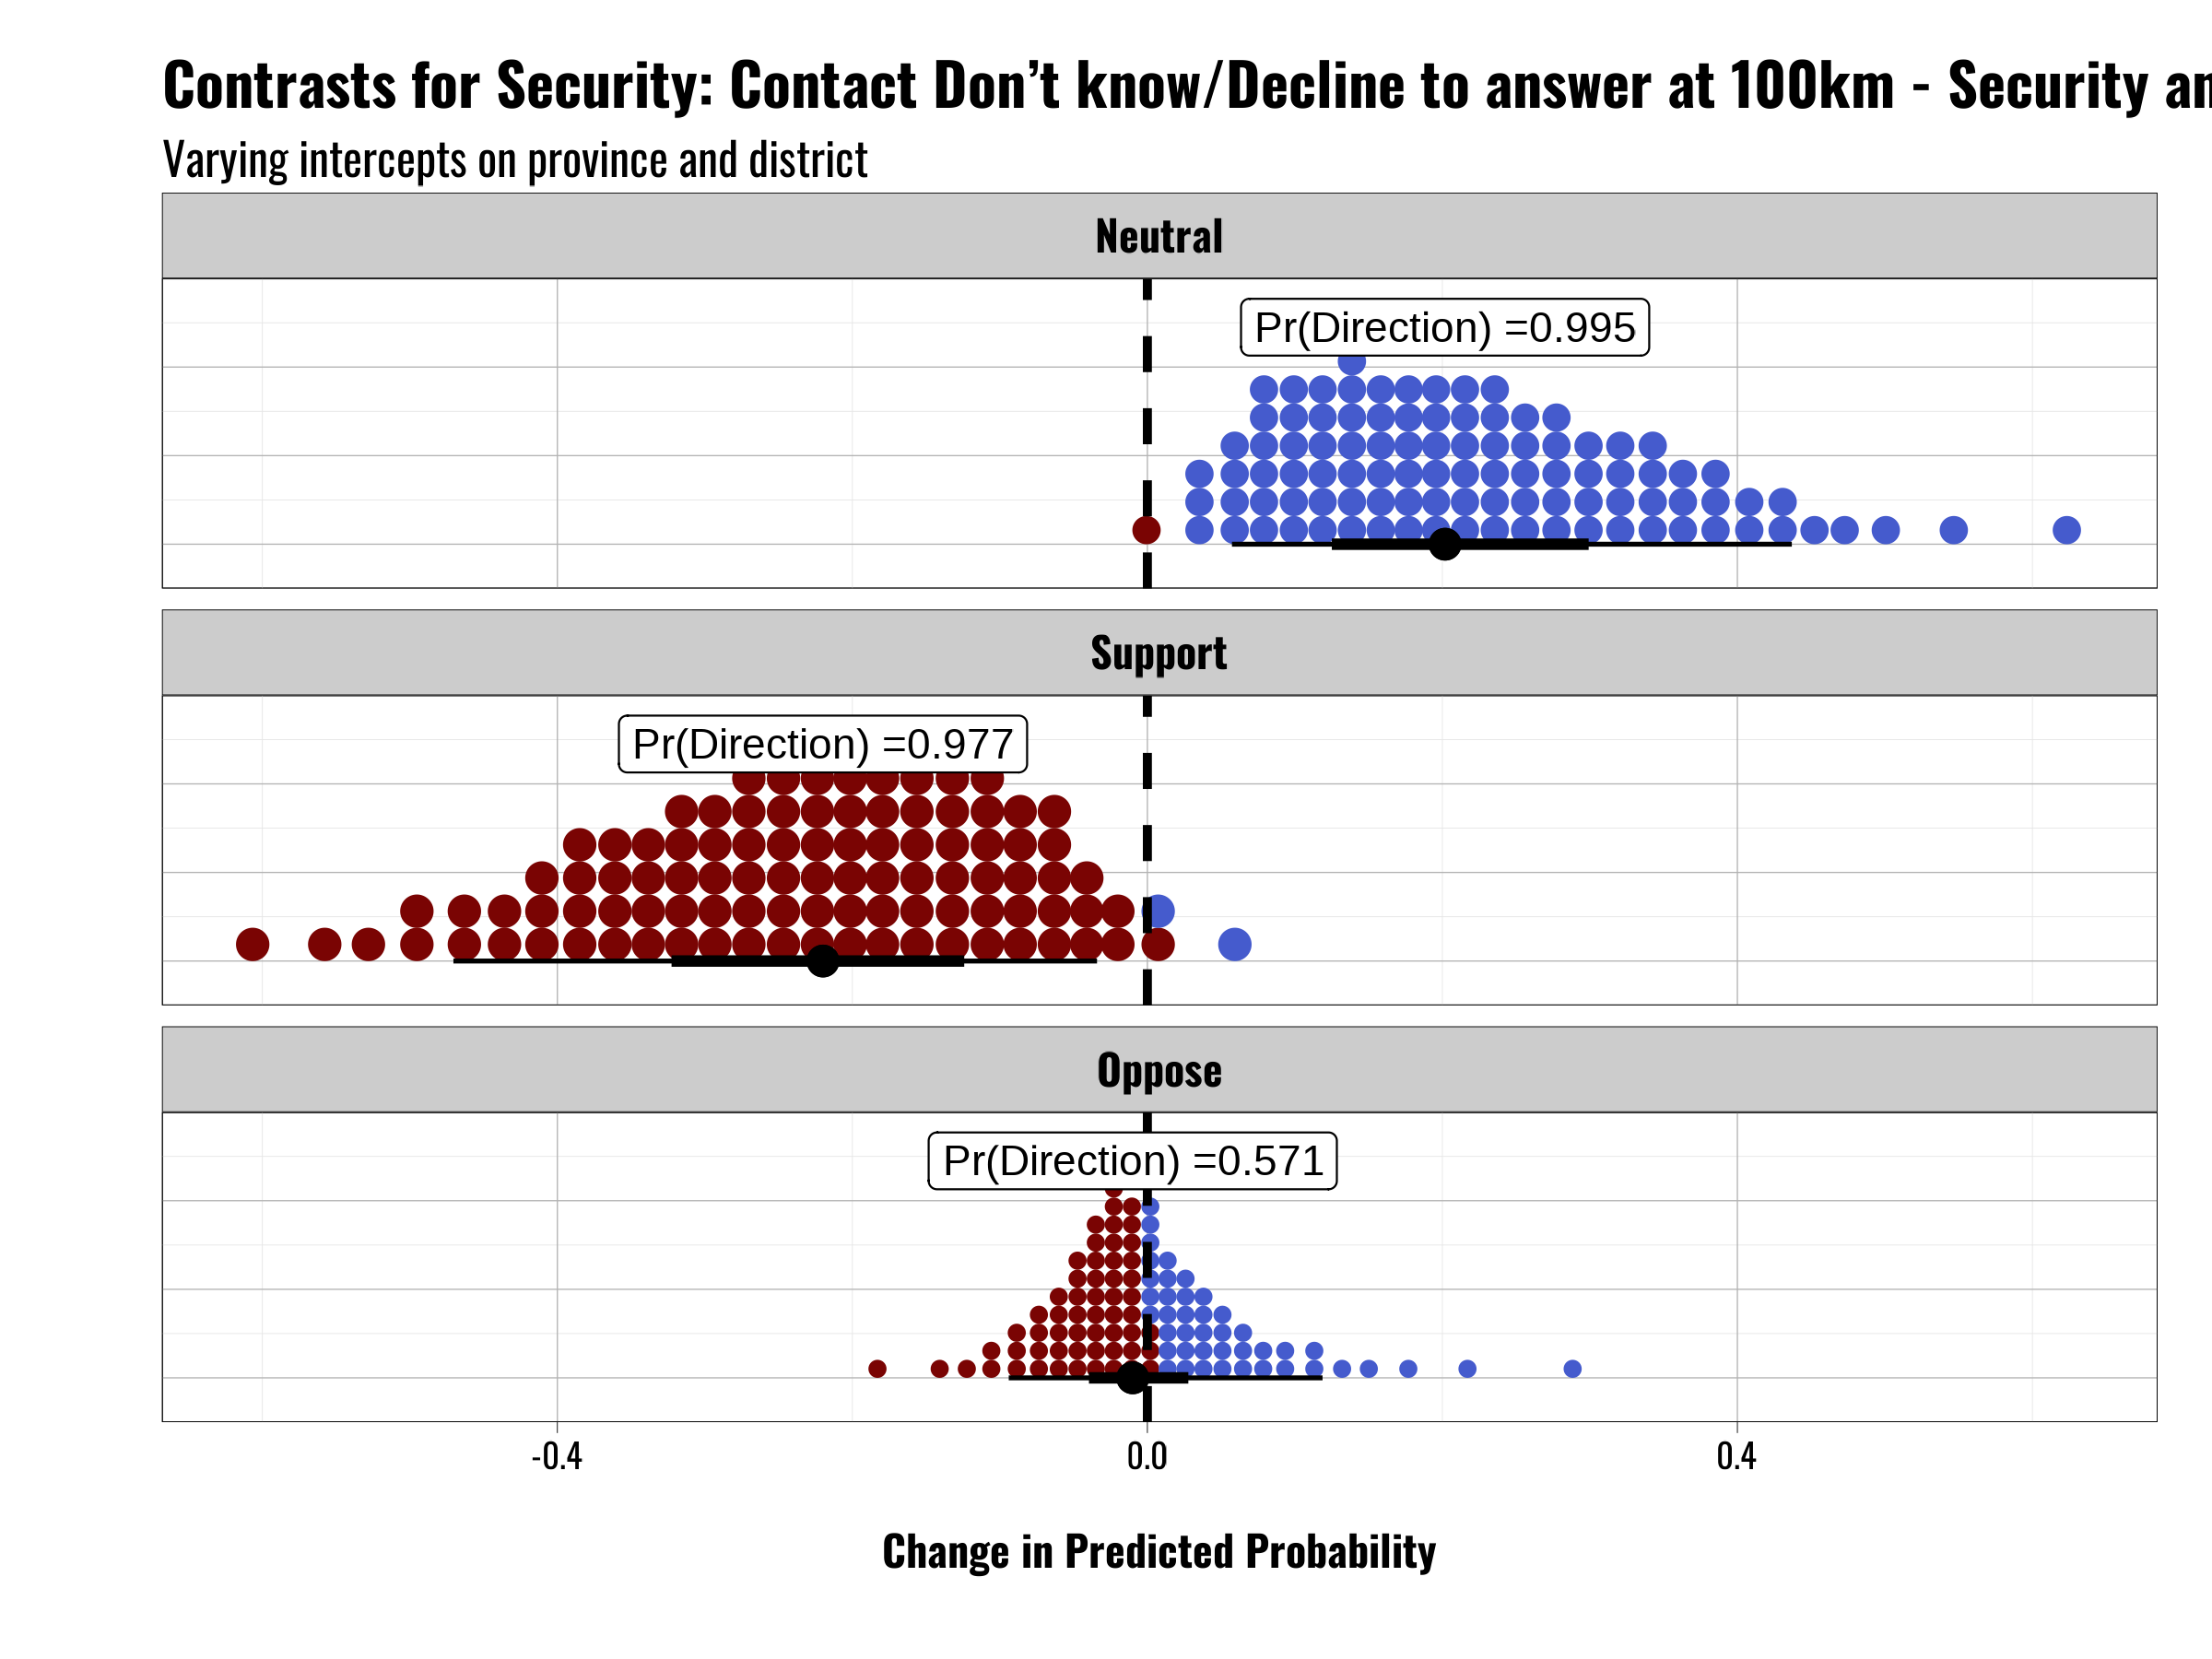 Contrasts for Security: Contact Don’t know/Decline to answer at 100km - Security
Varying intercepts on province and district
Neutral
Pr(Direction) =0.995
Support
Pr(Direction) =0.977
Oppose
Pr(Direction) =0.571
-0.4 0.0 0.4
Change in Predicted Probability